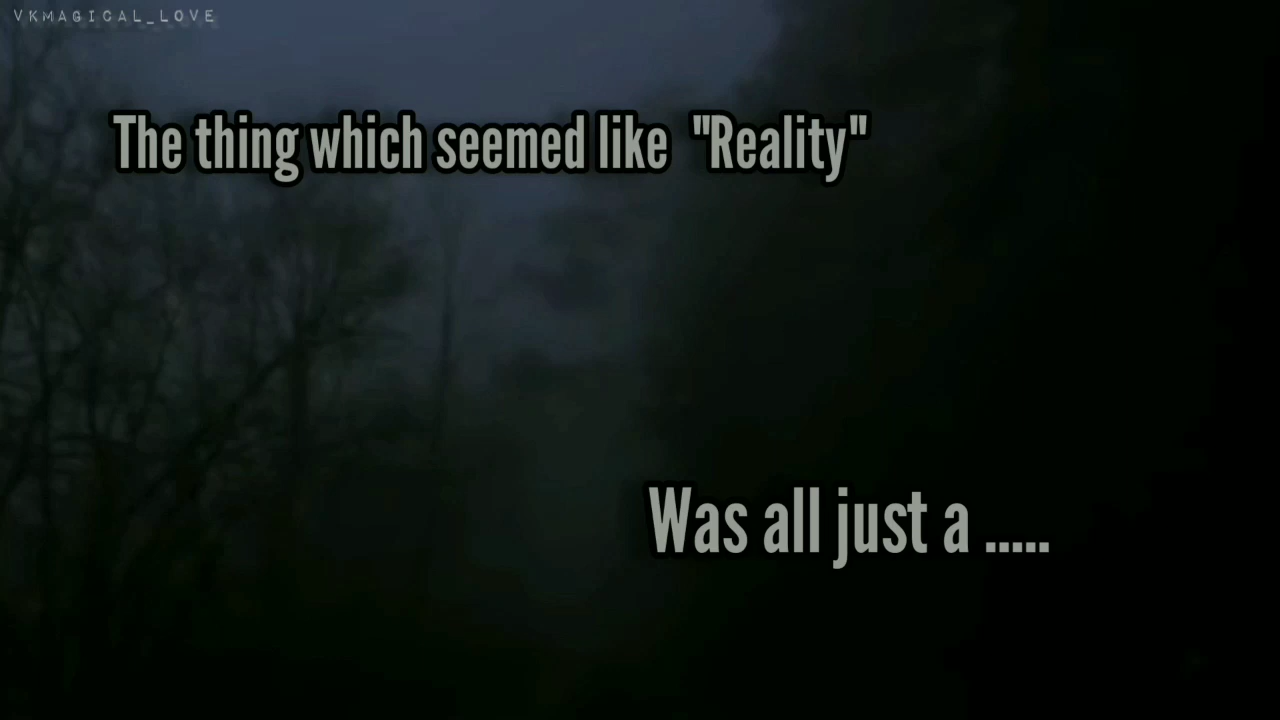 VKMAGICAL_LOVE
The thing which seemed like "Reality"
Was all just a .....